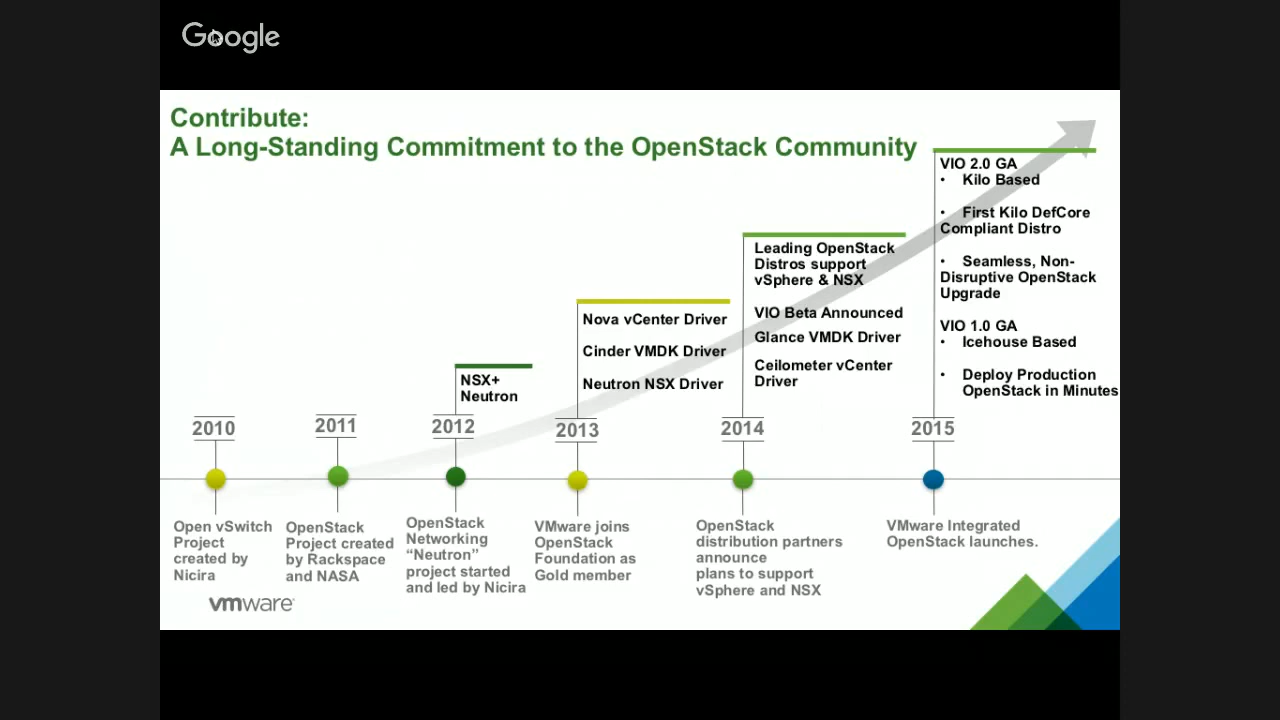 Google
Contribute:
A Long-Standing Commitment to the OpenStack Community
VIO 2.0 GA
• Kilo Based
• First Kilo DefCore
Compliant Distro
• Seamless, Non-
Disruptive OpenStack
Upgrade
VIO 1.0 GA
• Icehouse Based
• Deploy Production
OpenStack in Minutes
Leading OpenStack
Distros support
vSphere & NSX
VIO Beta Announced
Glance VMDK Driver
Ceilometer vCenter
Driver
Nova vCenter Driver
Cinder VMDK Driver
Neutron NSX Driver
NSX+
Neutron
2010
2011
2012
2013
2014
2015
Open vSwitch
Project
created by
Nicira
OpenStack
Project created
by Rackspace
and NASA
OpenStack
Networking
“Neutron”
project started
and led by Nicira
VMware joins
OpenStack
Foundation as
Gold member
OpenStack
distribution partners
announce
plans to support
vSphere and NSX
VMware Integrated
OpenStack launches.
vmware